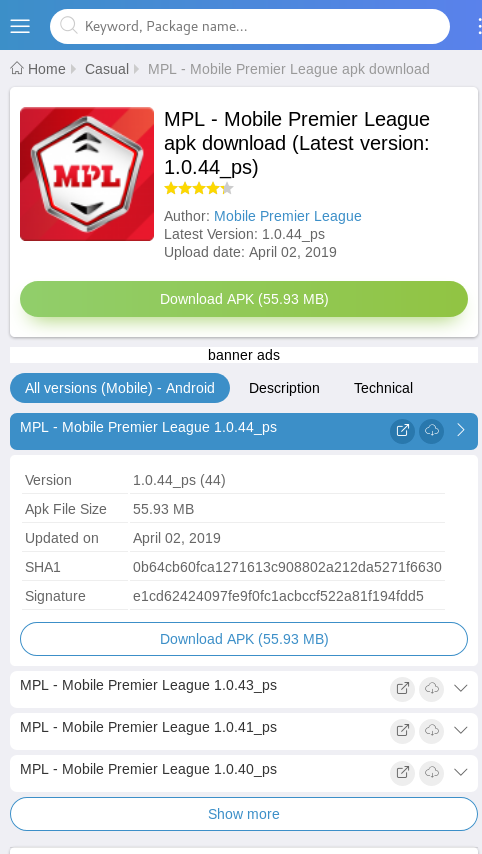 Keyword, Package name...
Home Casual MPL - Mobile Premier League apk download
MPL
MPL - Mobile Premier League
apk download (Latest version:
1.0.44_ps)
Author: Mobile Premier League
Latest Version: 1.0.44_ps
Upload date: April 02, 2019
Download APK (55.93 MB)
banner ads
All versions (Mobile) - Android Description Technical
MPL - Mobile Premier League 1.0.44_ps
Version 1.0.44_ps (44)
Apk File Size 55.93 MB
Updated on April 02, 2019
SHA1 0b64cb60fca1271613c908802a212da5271f6630
Signature e1cd62424097fe9f0fc1acbccf522a81f194fdd5
Download APK (55.93 MB)
MPL - Mobile Premier League 1.0.43_ps
MPL - Mobile Premier League 1.0.41_ps
MPL - Mobile Premier League 1.0.40_ps
Show more